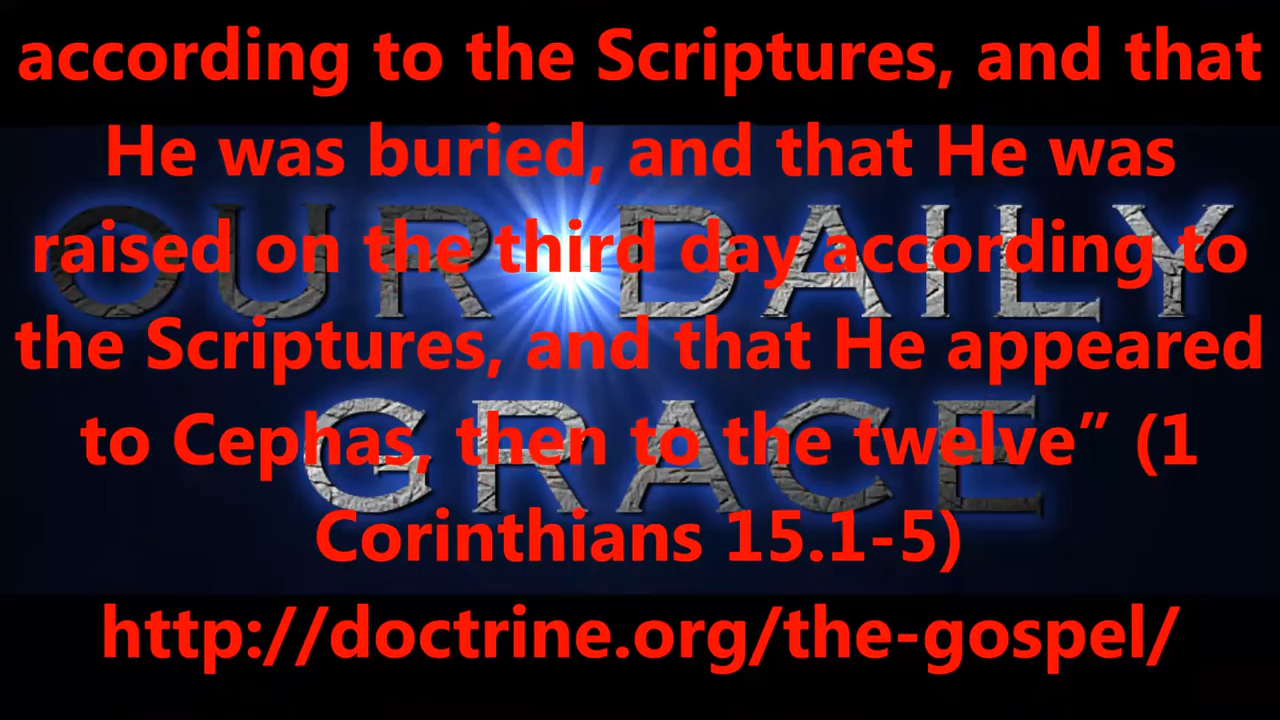 according to the Scriptures, and that
He was buried, and that He was
raised on the third day according to
the Scriptures, and that He appeared
to Cephas, then to the twelve” (1
Corinthians 15.1-5)
http://doctrine.org/the-gospel/
OUR DAILY
GRACE